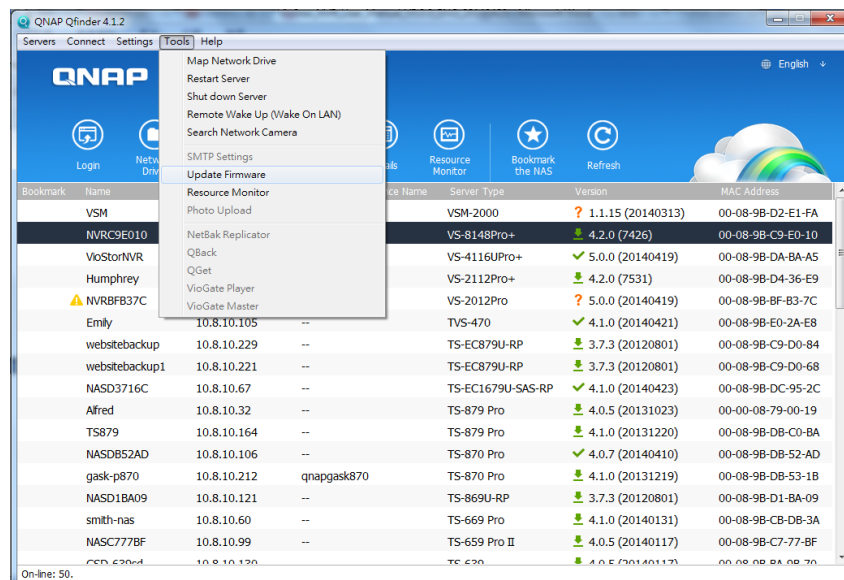 QNAP Qfinder 4.1.2
Servers Connect Settings Tools Help
QNAP
English
Map Network Drive
Restart Server
Shut down Server
Remote Wake Up (Wake On LAN)
Search Network Camera
SMTP Settings
Update Firmware
Resource Monitor
Photo Upload
NetBak Replicator
QBack
QGet
VioGate Player
VioGate Master
Login
Resource Monitor
Bookmark the NAS
Refresh
Bookmark Name Name Server Type Version MAC Address
VSM VSM-2000 ? 1.1.15 (20140313) 00-08-9B-D2-E1-FA
NVRC9E010 VS-8148Pro+ 4.2.0 (7426) 00-08-9B-C9-E0-10
VioStorNVR VS-4116UPro+ 5.0.0 (20140419) 00-08-9B-DA-BA-A5
Humphrey VS-2112Pro+ 4.2.0 (7531) 00-08-9B-D4-36-E9
NVRBFB37C VS-2012Pro ? 5.0.0 (20140419) 00-08-9B-BF-B3-7C
Emily 10.8.10.105 -- TVS-470 4.1.0 (20140421) 00-08-9B-E0-2A-E8
websitebackup 10.8.10.229 -- TS-EC879U-RP 3.7.3 (20120801) 00-08-9B-C9-D0-84
websitebackup1 10.8.10.221 -- TS-EC879U-RP 3.7.3 (20120801) 00-08-9B-C9-D0-68
NASD3716C 10.8.10.67 -- TS-EC1679U-SAS-RP 4.1.0 (20140423) 00-08-9B-DC-95-2C
Alfred 10.8.10.32 -- TS-879 Pro 4.0.5 (20131023) 00-00-08-79-00-19
TS879 10.8.10.164 -- TS-879 Pro 4.1.0 (20131220) 00-08-9B-DB-C0-BA
NASDB52AD 10.8.10.106 -- TS-870 Pro 4.0.7 (20140410) 00-08-9B-DB-52-AD
gask-p870 10.8.10.212 qnapgask870 TS-870 Pro 4.1.0 (20131219) 00-08-9B-DB-53-1B
NASD1BA09 10.8.10.121 -- TS-869U-RP 3.7.3 (20120801) 00-08-9B-D1-BA-09
smith-nas 10.8.10.60 -- TS-669 Pro 4.1.0 (20140131) 00-08-9B-CB-DB-3A
NASC777BF 10.8.10.99 -- TS-659 Pro II 4.0.5 (20140117) 00-08-9B-C7-77-BF
On-line: 50.